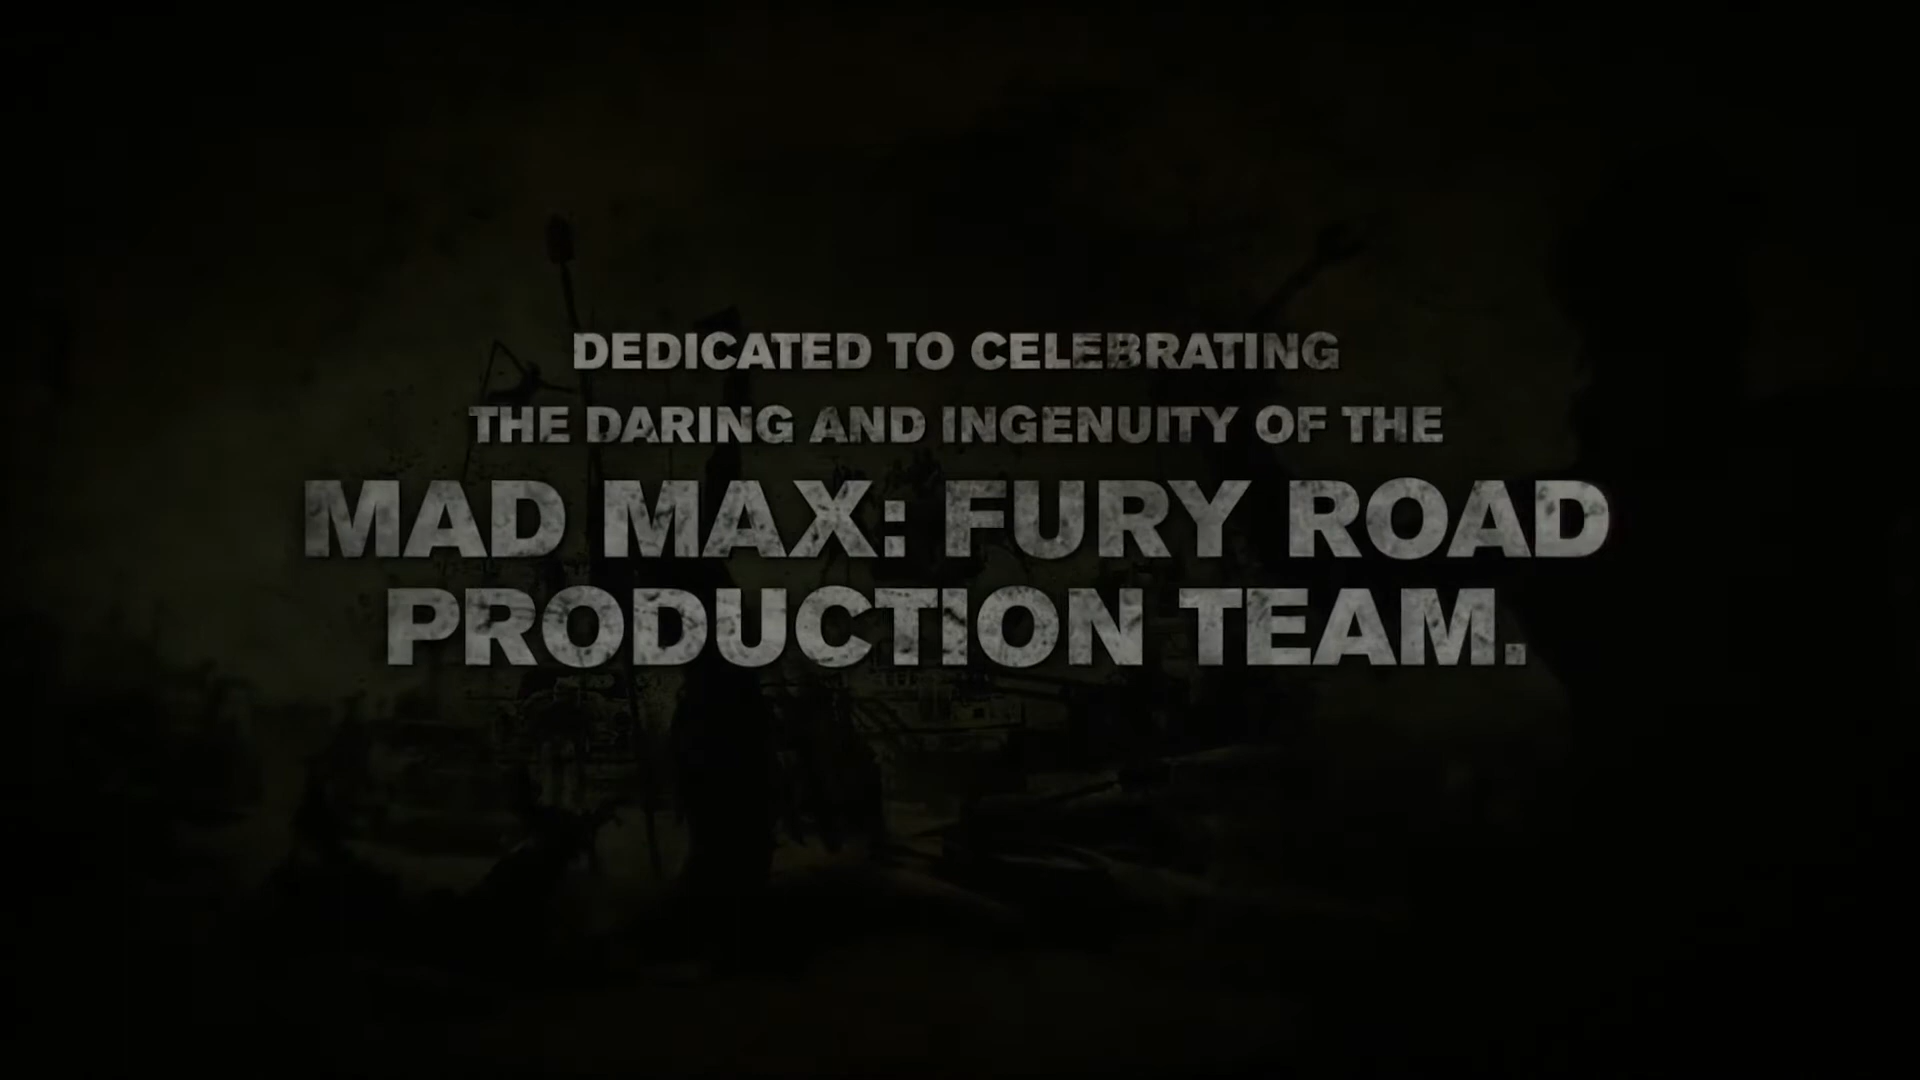 DEDICATED TO CELEBRATING
THE DARING AND INGENUITY OF THE
MAD MAX: FURY ROAD
PRODUCTION TEAM.